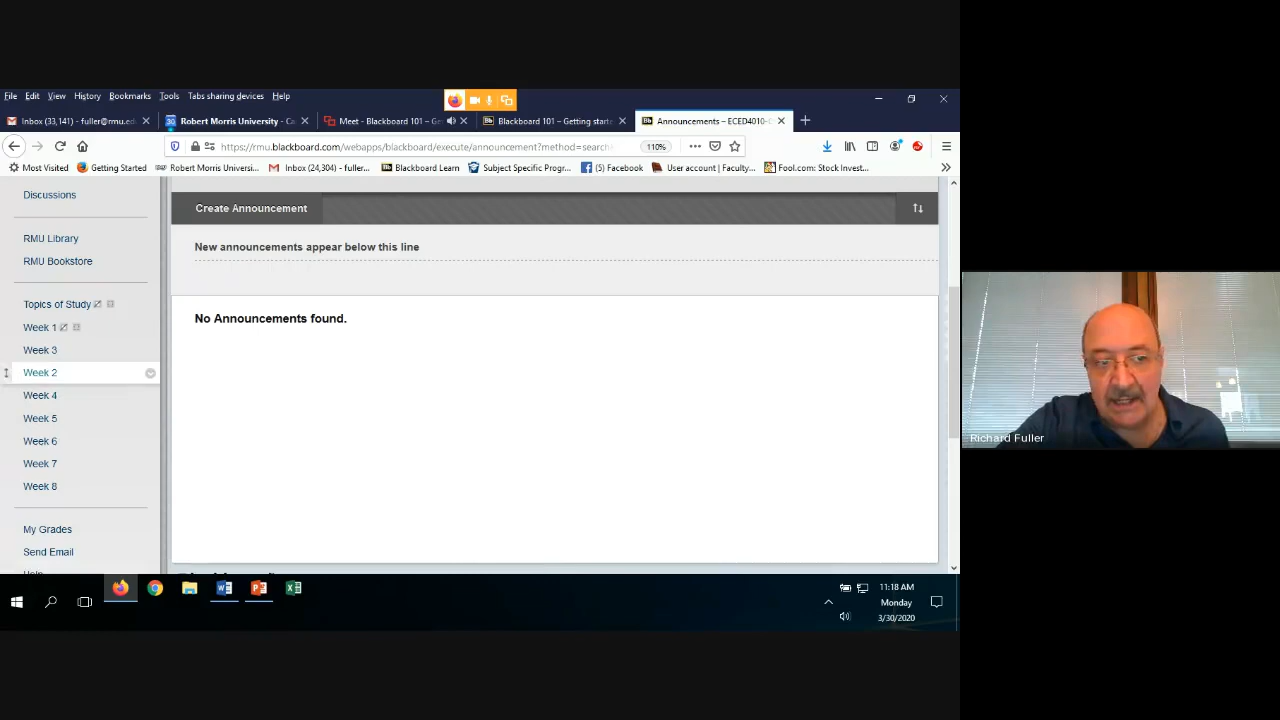 File Edit View History Bookmarks Tools Tabs sharing devices Help
Inbox (33,141) - fuller@rmu.ed
30 Robert Morris University - Ca
Meet - Blackboard 101 – Ge
Bb Blackboard 101 – Getting starte
Bb Announcements – ECED4010-
https://rmu.blackboard.com/webapps/blackboard/execute/announcement?method=search
110%
Most Visited Getting Started Robert Morris Universi... Inbox (24,304) - fuller... Blackboard Learn Subject Specific Progr... (5) Facebook User account | Faculty... Fool.com: Stock Invest...
Discussions
RMU Library
RMU Bookstore
Topics of Study
Week 1
Week 3
Week 2
Week 4
Week 5
Week 6
Week 7
Week 8
My Grades
Send Email
Create Announcement
New announcements appear below this line
No Announcements found.
Richard Fuller
11:18 AM
Monday
3/30/2020